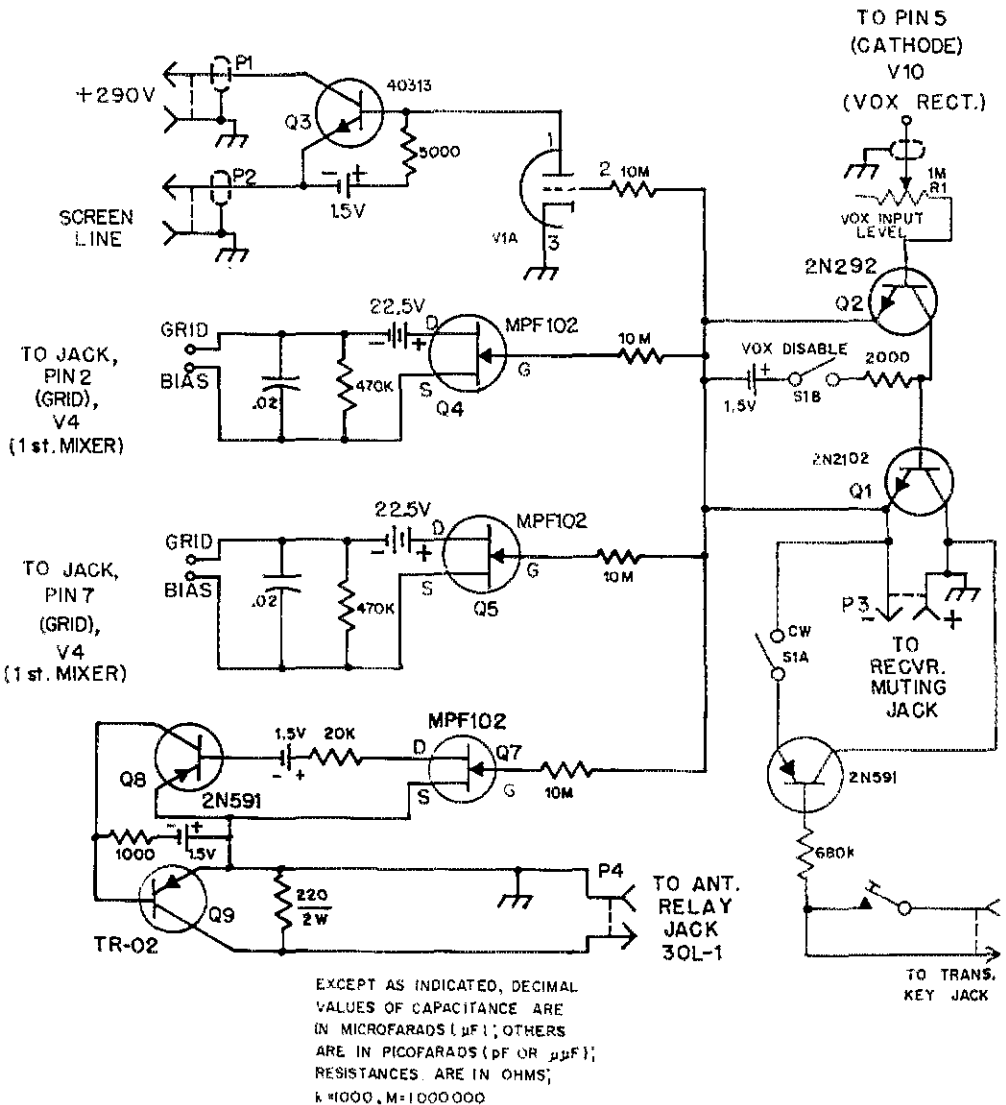 TO PIN 5
(CATHODE)
V10
(VOX RECT.)
P1
+290V
40313
Q3
5000
1
2
10M
3
V1A
P2
- +
1.5V
SCREEN
LINE
1M
R1
VOX INPUT
LEVEL
2N292
Q2
22.5V
D
MPF102
- +
GRID
BIAS
TO JACK,
PIN 2
(GRID),
V4
(1st. MIXER)
.02
470K
S
Q4
G
10M
VOX DISABLE
+
1.5V
S1B
2000
2N2102
Q1
22.5V
D
MPF102
- +
GRID
BIAS
TO JACK,
PIN 7
(GRID),
V4
(1st. MIXER)
.02
470K
S
Q5
G
10M
CW
S1A
P3
- +
TO
RECVR.
MUTING
JACK
MPF102
1.5V
20K
- +
D
Q7
S
G
10M
Q8
2N591
2N591
- +
1000
1.5V
680k
Q9
TR-02
220
2W
P4
TO ANT.
RELAY
JACK
30L-1
TO TRANS.
KEY JACK
EXCEPT AS INDICATED, DECIMAL
VALUES OF CAPACITANCE ARE
IN MICROFARADS (µF); OTHERS
ARE IN PICOFARADS (pF OR µµF);
RESISTANCES ARE IN OHMS;
k=1000, M=1000000